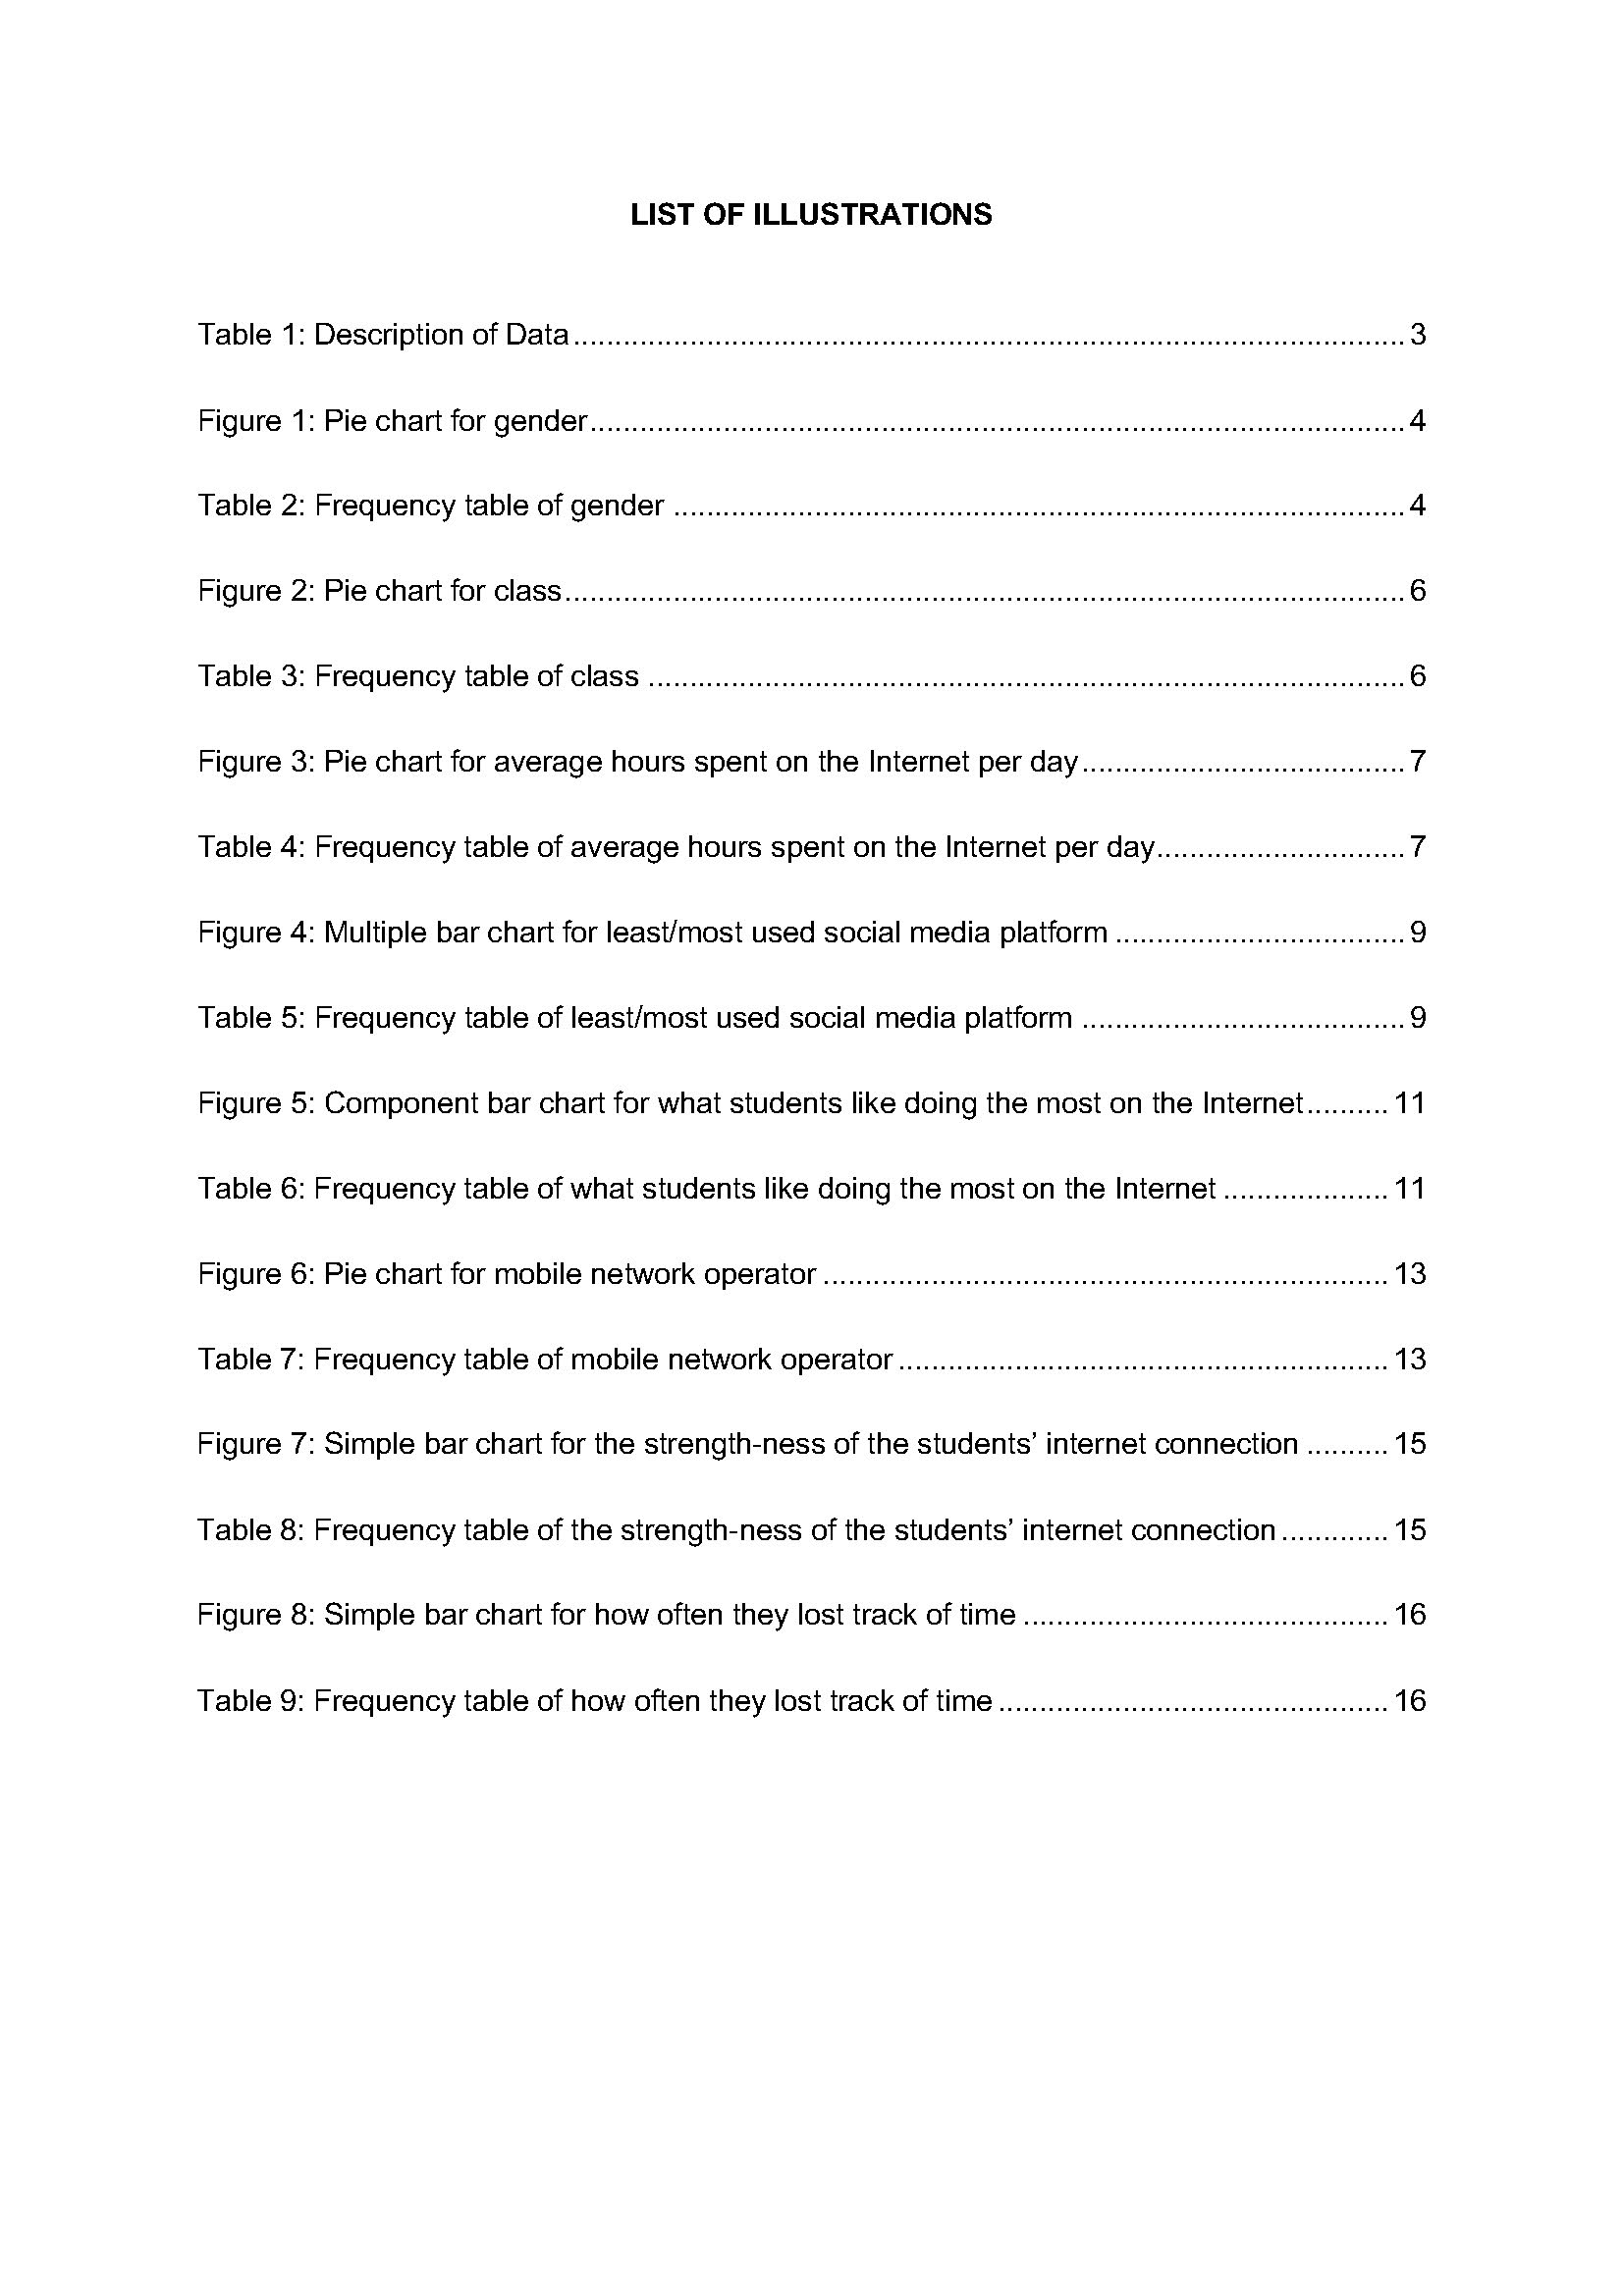 LIST OF ILLUSTRATIONS
Table 1: Description of Data.....................................................................................................3
Figure 1: Pie chart for gender...................................................................................................4
Table 2: Frequency table of gender .........................................................................................4
Figure 2: Pie chart for class......................................................................................................6
Table 3: Frequency table of class ............................................................................................6
Figure 3: Pie chart for average hours spent on the Internet per day.......................................7
Table 4: Frequency table of average hours spent on the Internet per day..............................7
Figure 4: Multiple bar chart for least/most used social media platform ...................................9
Table 5: Frequency table of least/most used social media platform .......................................9
Figure 5: Component bar chart for what students like doing the most on the Internet.......... 11
Table 6: Frequency table of what students like doing the most on the Internet .................... 11
Figure 6: Pie chart for mobile network operator .................................................................... 13
Table 7: Frequency table of mobile network operator ........................................................... 13
Figure 7: Simple bar chart for the strength-ness of the students’ internet connection .......... 15
Table 8: Frequency table of the strength-ness of the students’ internet connection ............. 15
Figure 8: Simple bar chart for how often they lost track of time ............................................ 16
Table 9: Frequency table of how often they lost track of time ............................................... 16